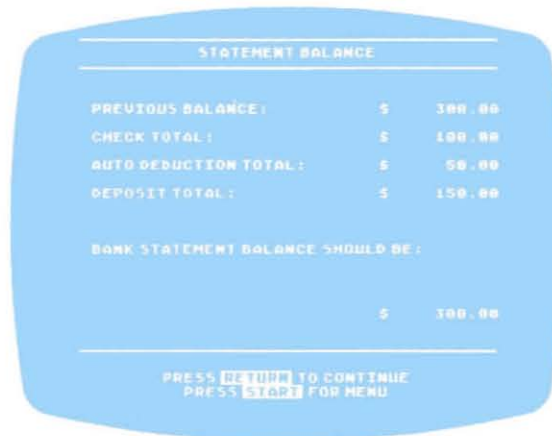 STATEMENT BALANCE
PREVIOUS BALANCE: $ 300.00
CHECK TOTAL: $ 100.00
AUTO DEDUCTION TOTAL: $ 50.00
DEPOSIT TOTAL: $ 150.00
BANK STATEMENT BALANCE SHOULD BE:
$ 300.00
PRESS RETURN TO CONTINUE
PRESS START FOR MENU